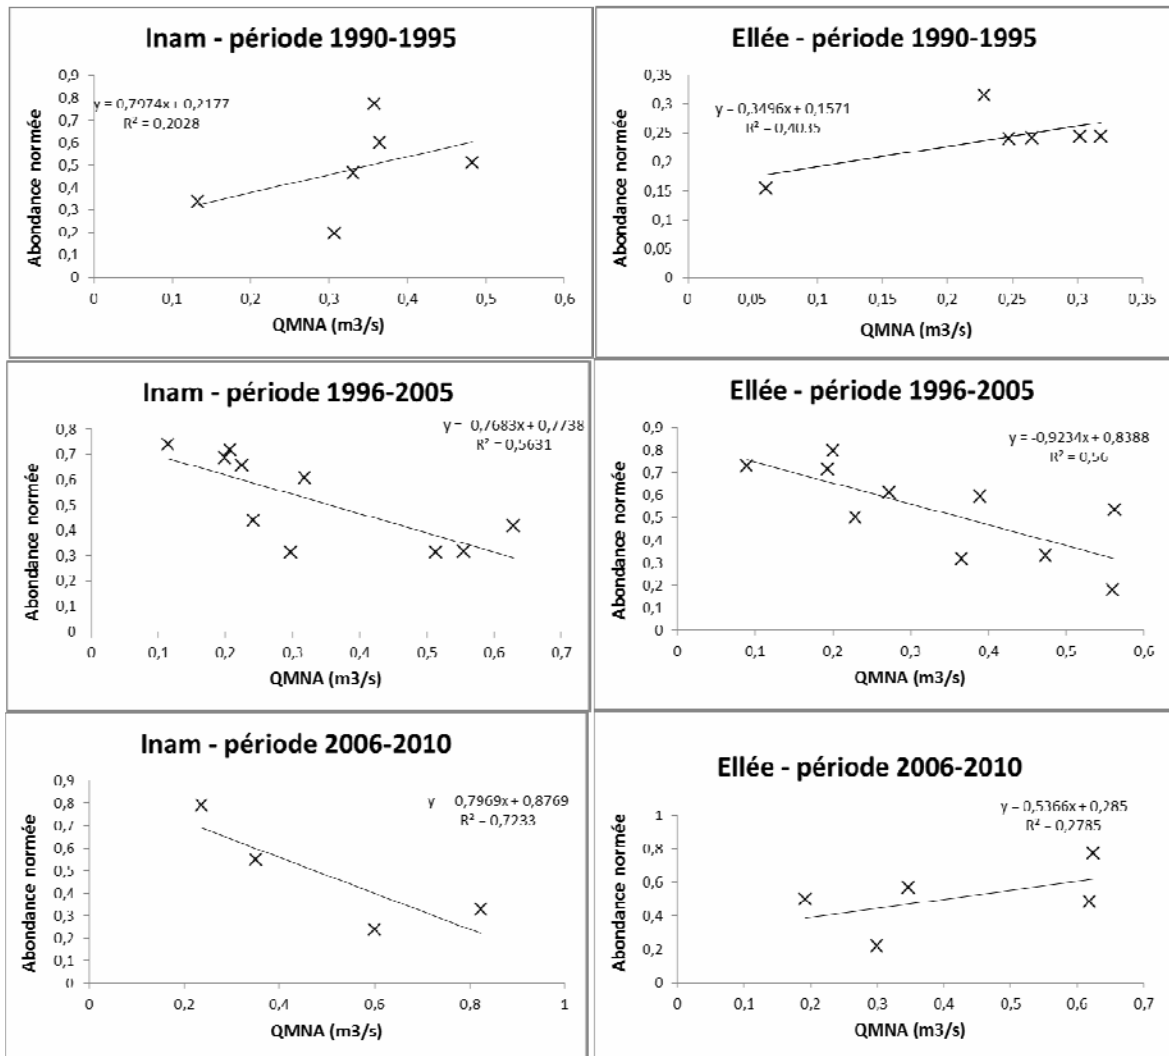 Inam - période 1990-1995
0,9
0,8
0,7
0,6
0,5
0,4
0,3
0,2
0,1
0
Abondance normée
y = 0,7974x + 0,2177
R² = 0,2028
0 0,1 0,2 0,3 0,4 0,5 0,6
QMNA (m3/s)
Ellée - période 1990-1995
0,35
0,3
0,25
0,2
0,15
0,1
0,05
0
Abondance normée
y = 0,3496x + 0,1571
R² = 0,4035
0 0,05 0,1 0,15 0,2 0,25 0,3 0,35
QMNA (m3/s)
Inam - période 1996-2005
0,8
0,7
0,6
0,5
0,4
0,3
0,2
0,1
0
Abondance normée
y = 0,7683x + 0,7738
R² = 0,5631
0 0,1 0,2 0,3 0,4 0,5 0,6 0,7
QMNA (m3/s)
Ellée - période 1996-2005
0,9
0,8
0,7
0,6
0,5
0,4
0,3
0,2
0,1
0
Abondance normée
y = -0,9234x + 0,8388
R² = 0,56
0 0,1 0,2 0,3 0,4 0,5 0,6
QMNA (m3/s)
Inam - période 2006-2010
0,9
0,8
0,7
0,6
0,5
0,4
0,3
0,2
0,1
0
Abondance normée
y 0,7969x + 0,8769
R² = 0,7233
0 0,2 0,4 0,6 0,8 1
QMNA (m3/s)
Ellée - période 2006-2010
1
0,8
0,6
0,4
0,2
0
Abondance normée
y = 0,5366x + 0,285
R² = 0,2785
0 0,1 0,2 0,3 0,4 0,5 0,6 0,7
QMNA (m3/s)